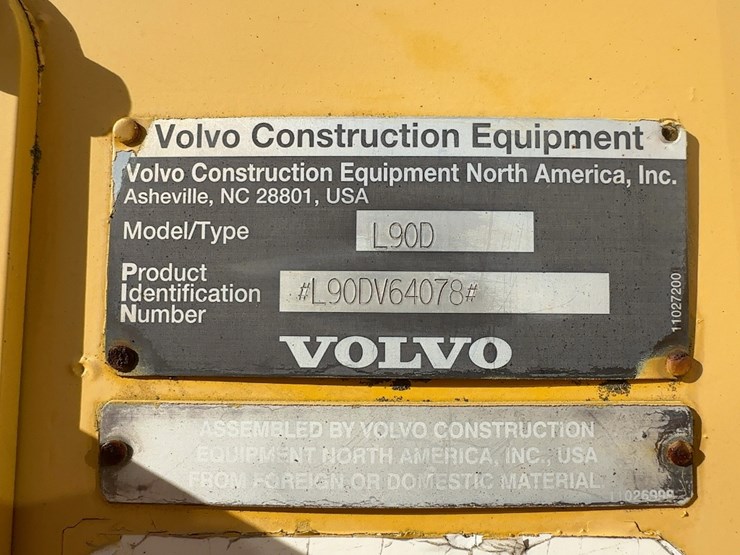 Volvo Construction Equipment
Volvo Construction Equipment North America, Inc.
Asheville, NC 28801, USA
Model/Type L90D
Product
Identification #L90DV64078#
Number
11027200
VOLVO
ASSEMBLED BY VOLVO CONSTRUCTION
EQUIPMENT NORTH AMERICA, INC., USA
FROM FOREIGN OR DOMESTIC MATERIAL